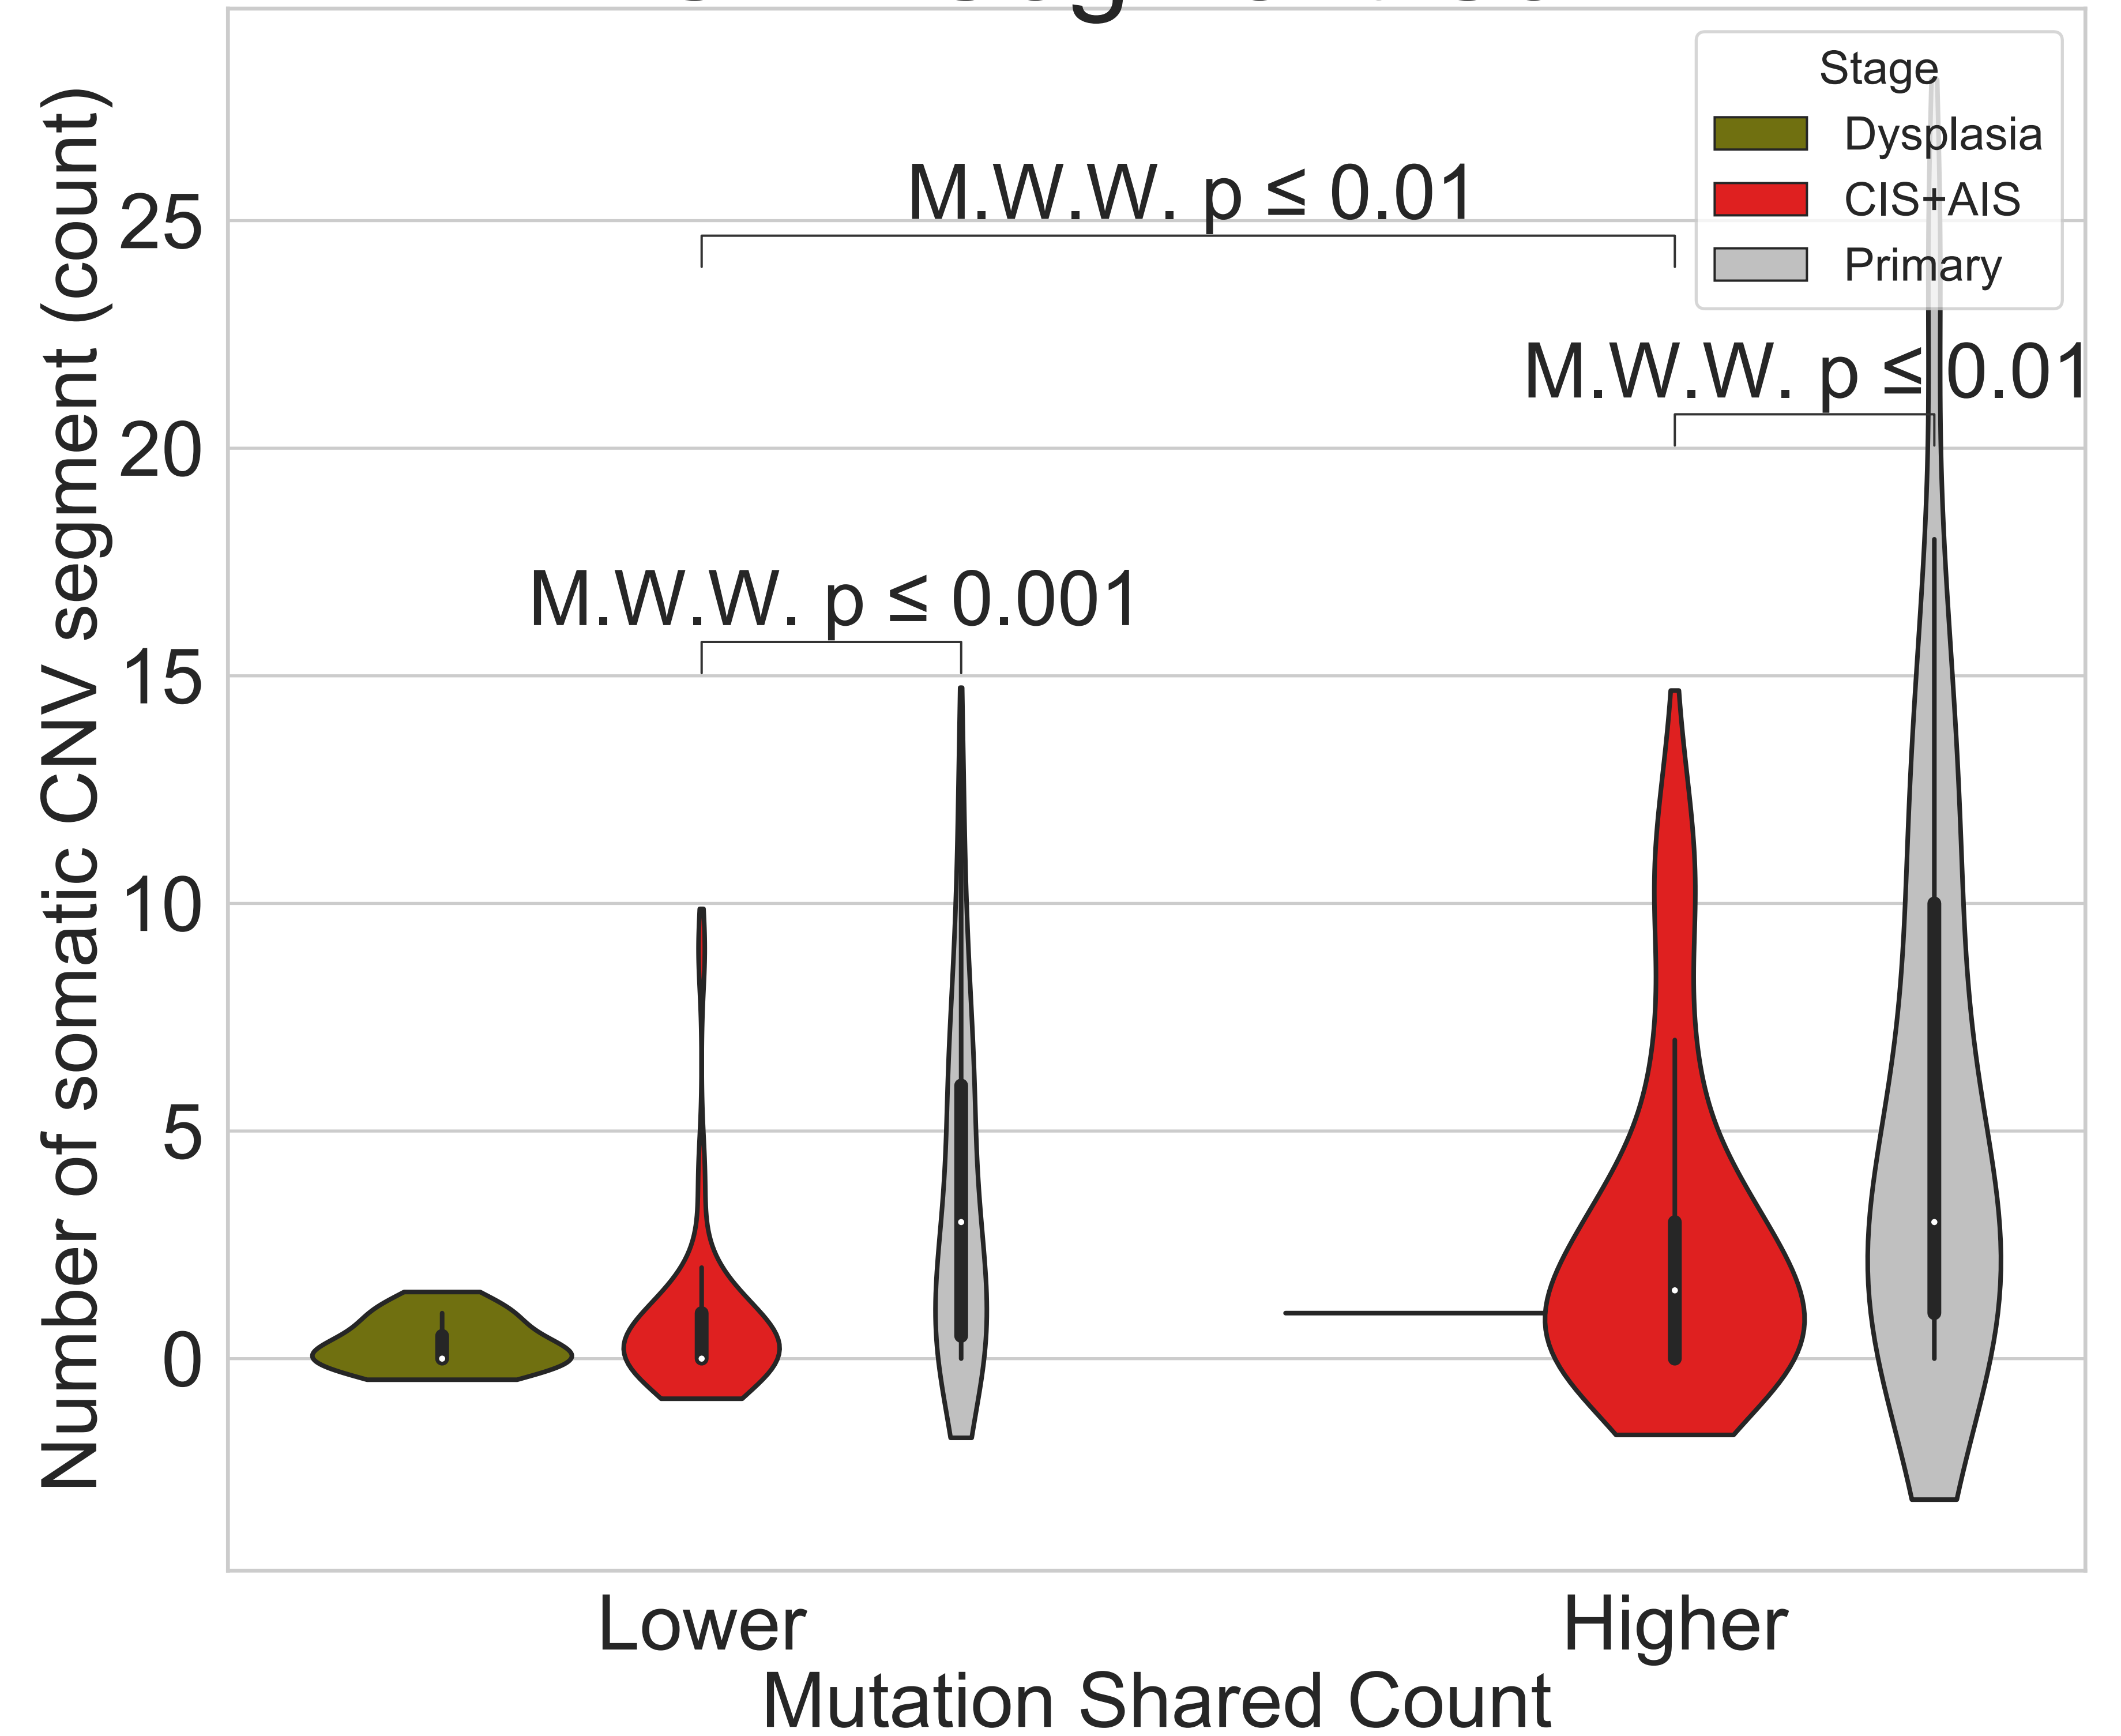 Number of somatic CNV segment (count)
25
20
15
10
5
0
M.W.W. p ≤ 0.01
M.W.W. p ≤ 0.01
M.W.W. p ≤ 0.001
Stage
Dysplasia
CIS+AIS
Primary
Lower
Higher
Mutation Shared Count